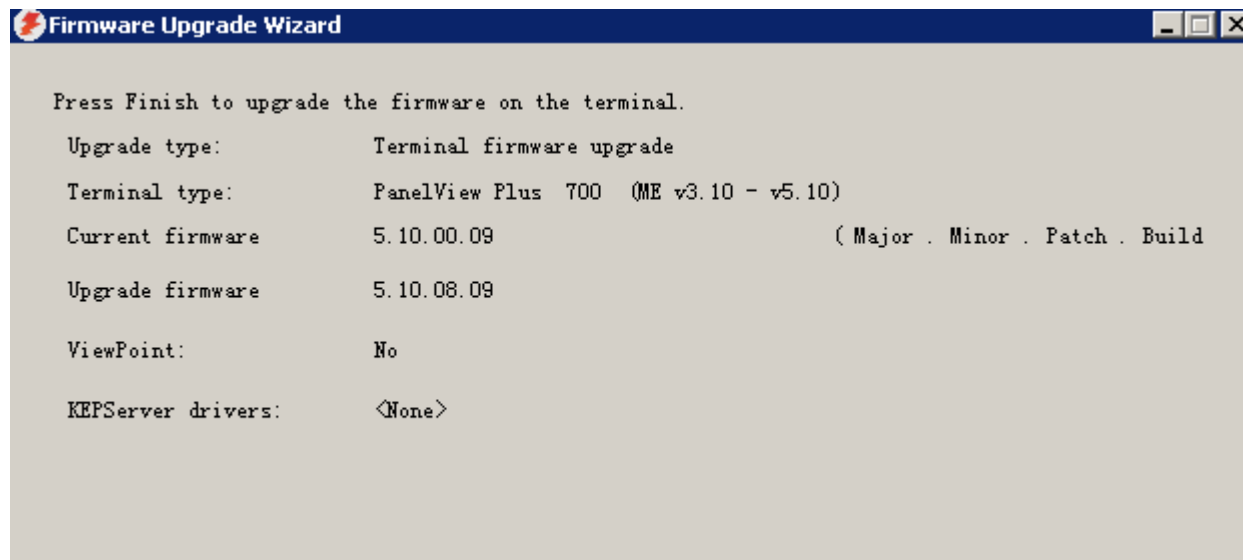 Firmware Upgrade Wizard
Press Finish to upgrade the firmware on the terminal.
Upgrade type: Terminal firmware upgrade
Terminal type: PanelView Plus 700 (ME v3.10 - v5.10)
Current firmware 5.10.00.09 ( Major . Minor . Patch . Build
Upgrade firmware 5.10.08.09
ViewPoint: No
KEPServer drivers: <None>